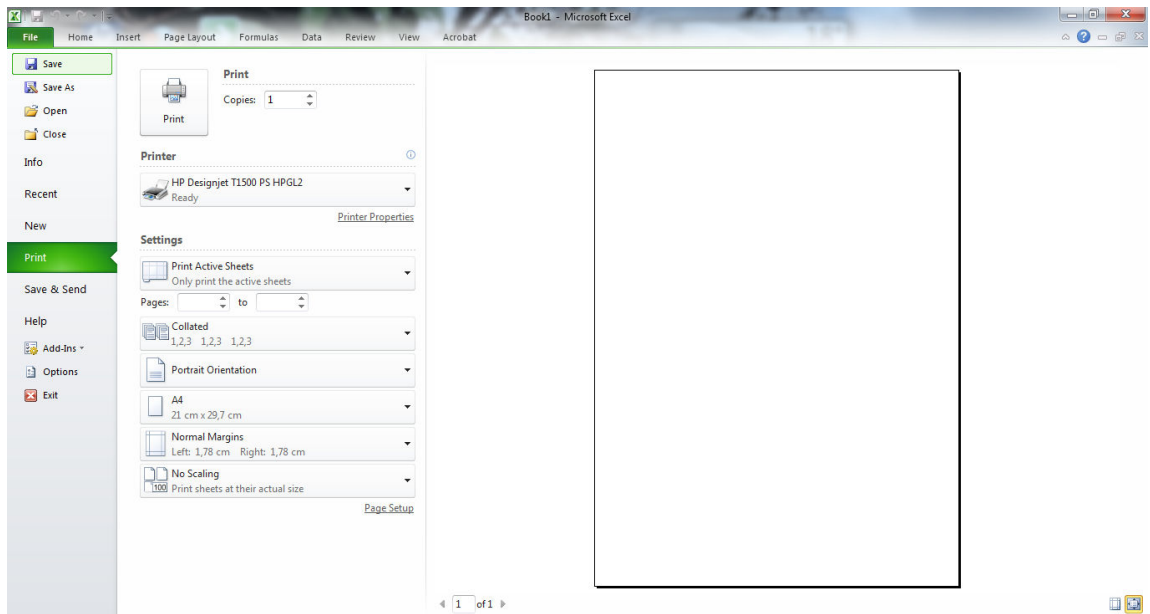 Book1 - Microsoft Excel
File Home Insert Page Layout Formulas Data Review View Acrobat
Save
Save As
Open
Close
Info
Recent
New
Print
Save & Send
Help
Add-Ins
Options
Exit
Print
Print
Copies: 1
Printer
HP Designjet T1500 PS HPGL2
Ready
Printer Properties
Settings
Print Active Sheets
Only print the active sheets
Pages: to
Collated
1,2,3 1,2,3 1,2,3
Portrait Orientation
A4
21 cm x 29,7 cm
Normal Margins
Left: 1,78 cm Right: 1,78 cm
No Scaling
100 Print sheets at their actual size
Page Setup
1 of 1